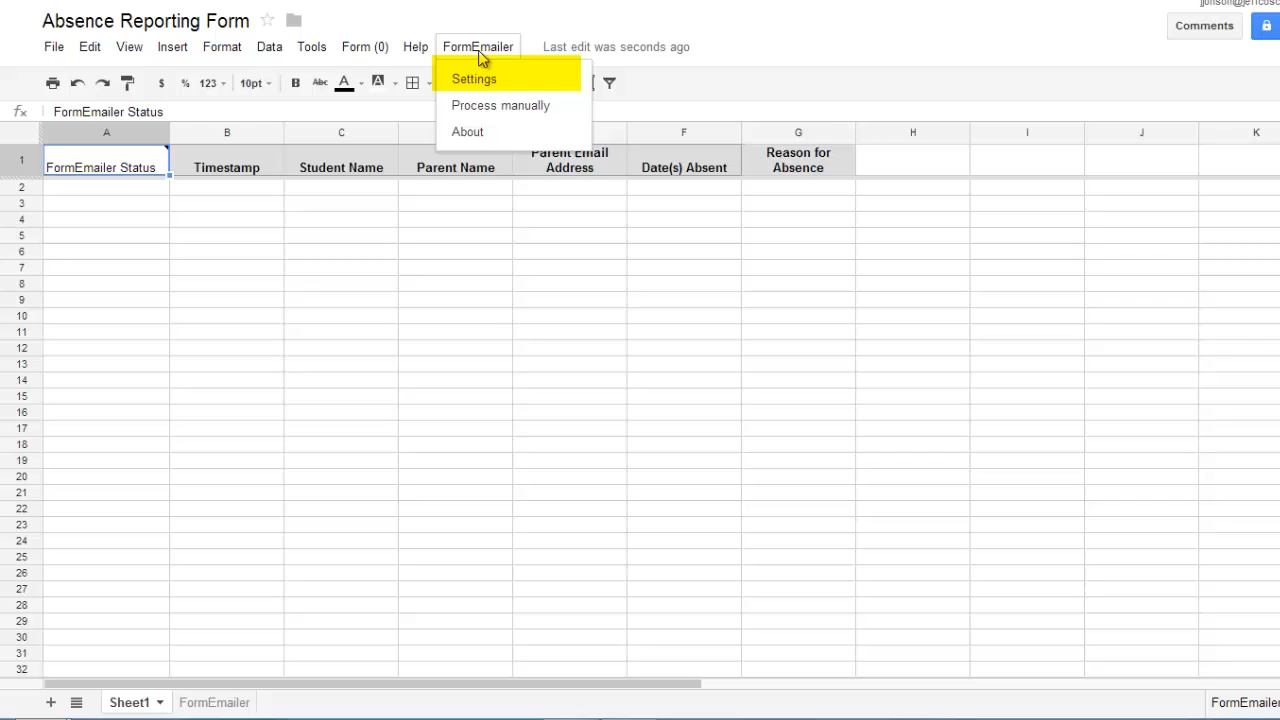 jjonson@jeffcosc
Absence Reporting Form
Comments
File Edit View Insert Format Data Tools Form (0) Help FormEmailer Last edit was seconds ago
$ % 123 10pt B Abc A A
Settings
Process manually
About
fx FormEmailer Status
A B C F G H I J K
1 FormEmailer Status Timestamp Student Name Parent Name Parent Email Address Date(s) Absent Reason for Absence
2
3
4
5
6
7
8
9
10
11
12
13
14
15
16
17
18
19
20
21
22
23
24
25
26
27
28
29
30
31
32
+ Sheet1 FormEmailer FormEmailer